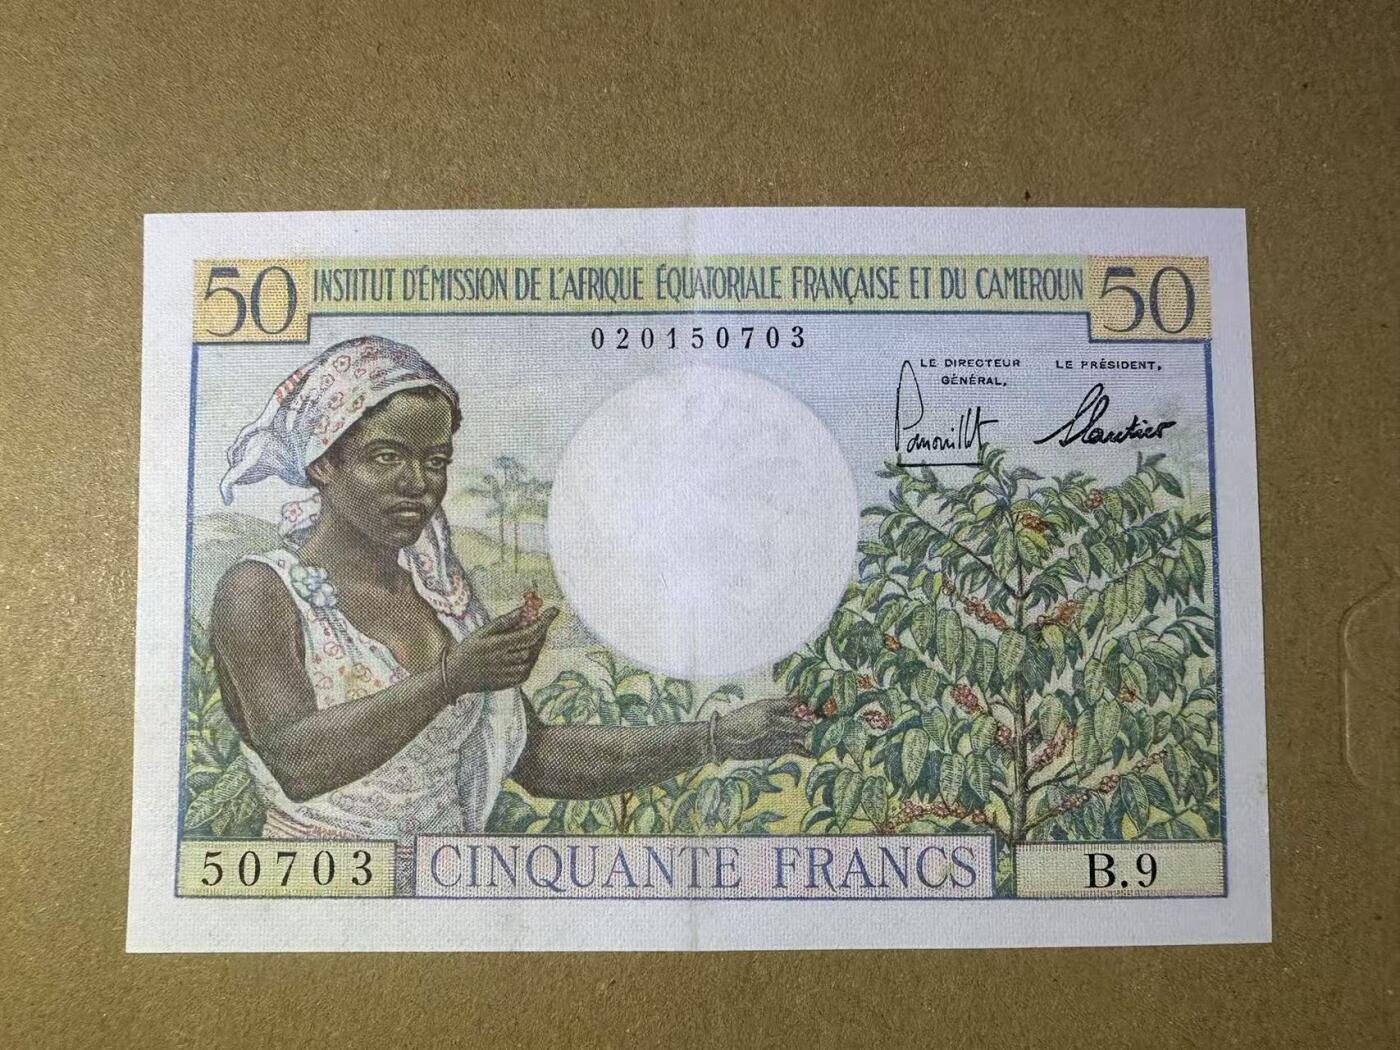 50 INSTITUT D'ÉMISSION DE L'AFRIQUE ÉQUATORIALE FRANÇAISE ET DU CAMEROUN 50
020150703
LE DIRECTEUR GÉNÉRAL,
LE PRÉSIDENT,
50703
CINQUANTE FRANCS
B.9